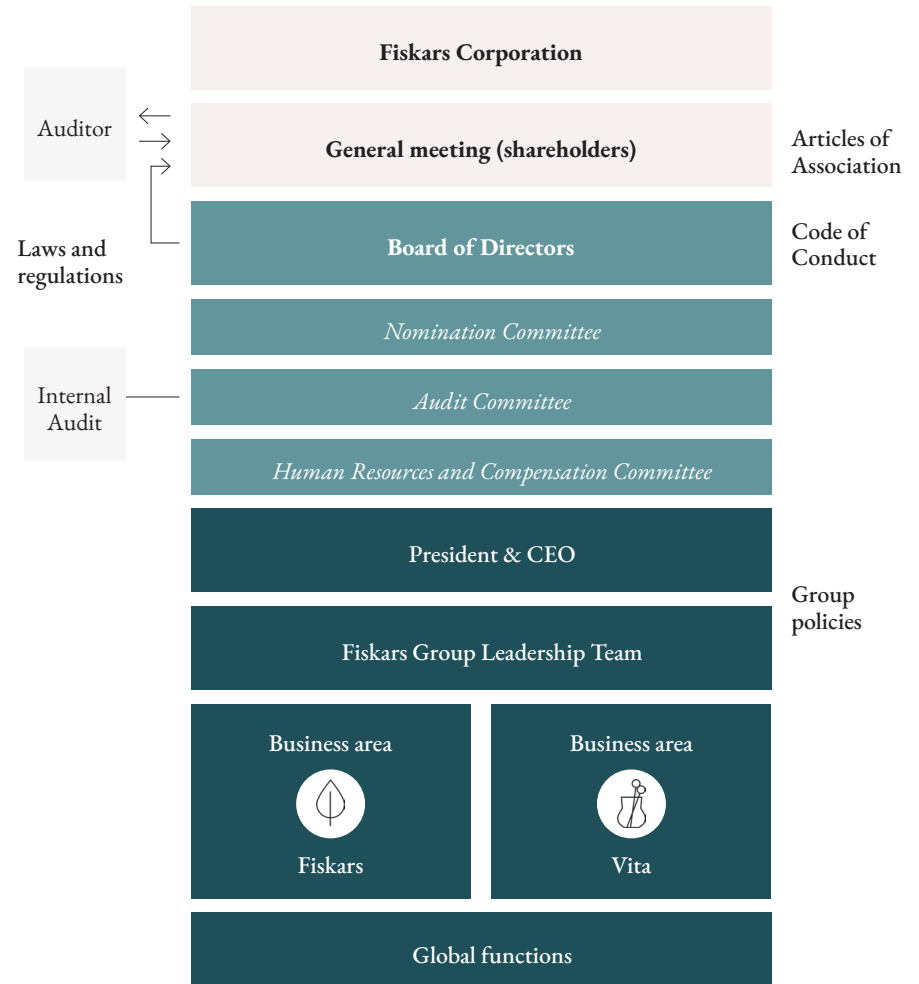 Fiskars Corporation
Auditor
General meeting (shareholders)
Articles of
Association
Laws and
regulations
Board of Directors
Code of
Conduct
Nomination Committee
Internal
Audit
Audit Committee
Human Resources and Compensation Committee
President & CEO
Group
policies
Fiskars Group Leadership Team
Business area
Fiskars
Business area
Vita
Global functions